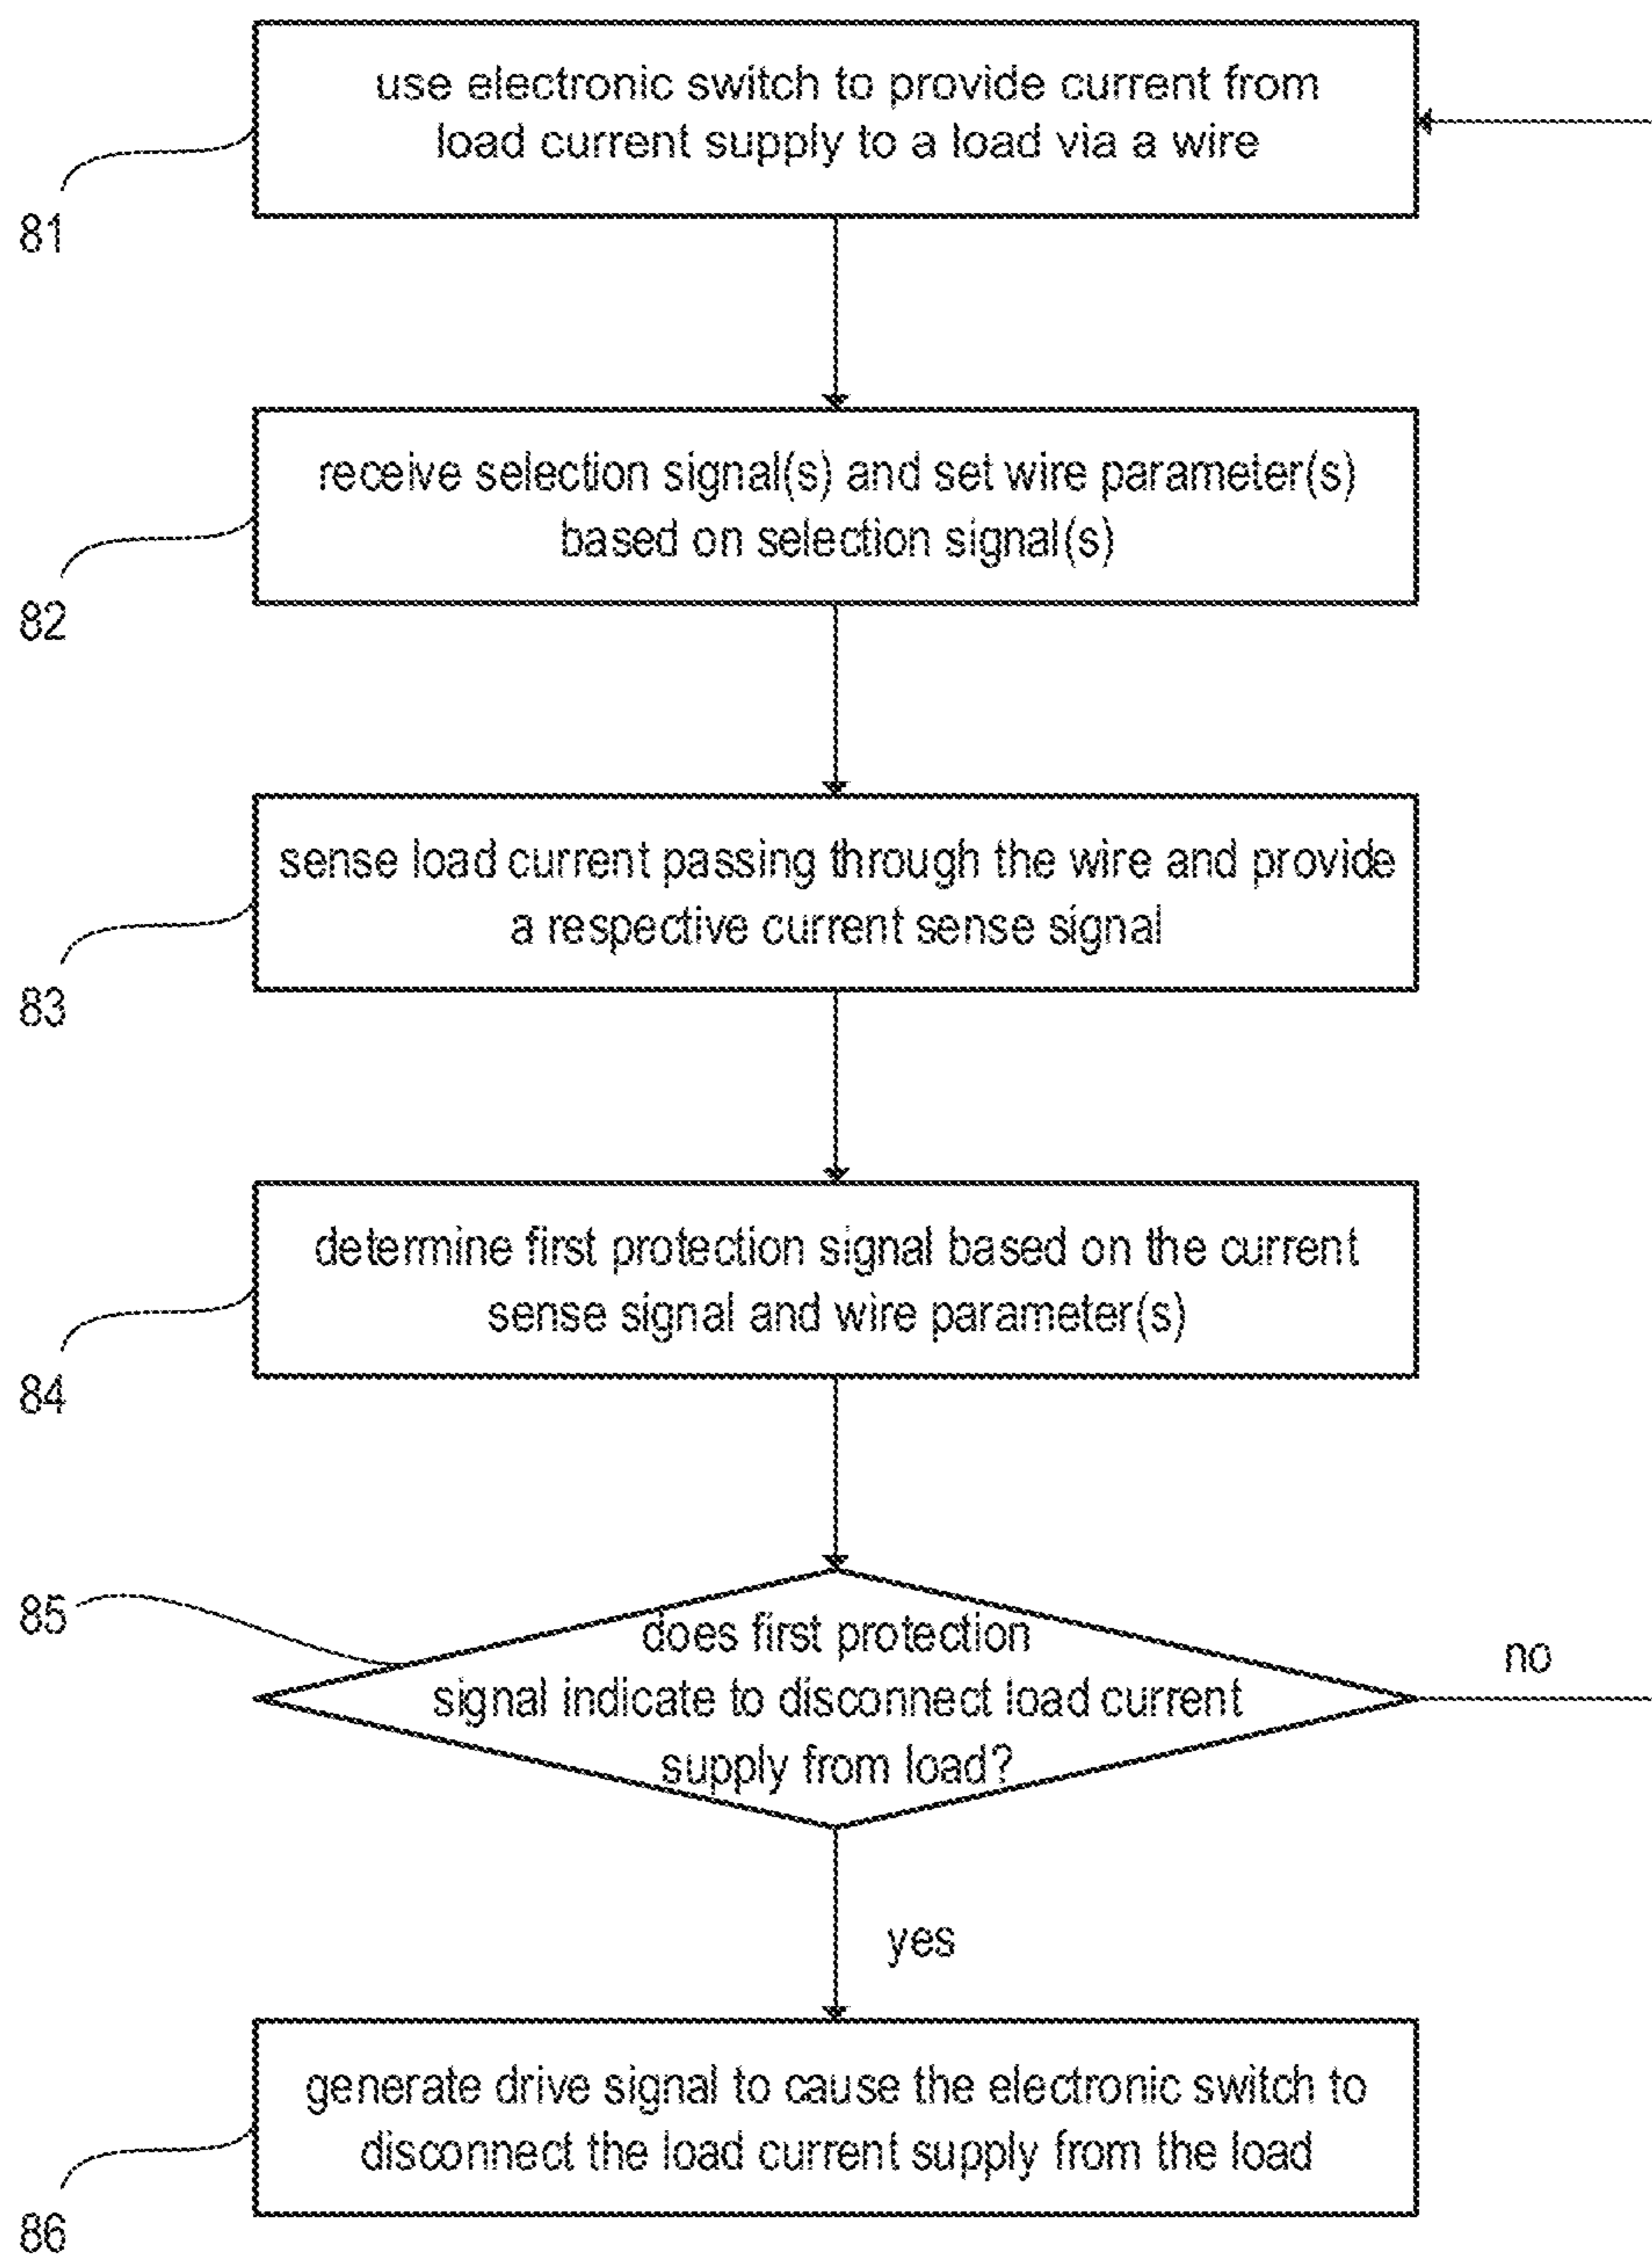 use electronic switch to provide current from
load current supply to a load via a wire
81
receive selection signal(s) and set wire parameter(s)
based on selection signal(s)
82
sense load current passing through the wire and provide
a respective current sense signal
83
determine first protection signal based on the current
sense signal and wire parameter(s)
84
85
does first protection
signal indicate to disconnect load current
supply from load?
no
yes
generate drive signal to cause the electronic switch to
disconnect the load current supply from the load
86